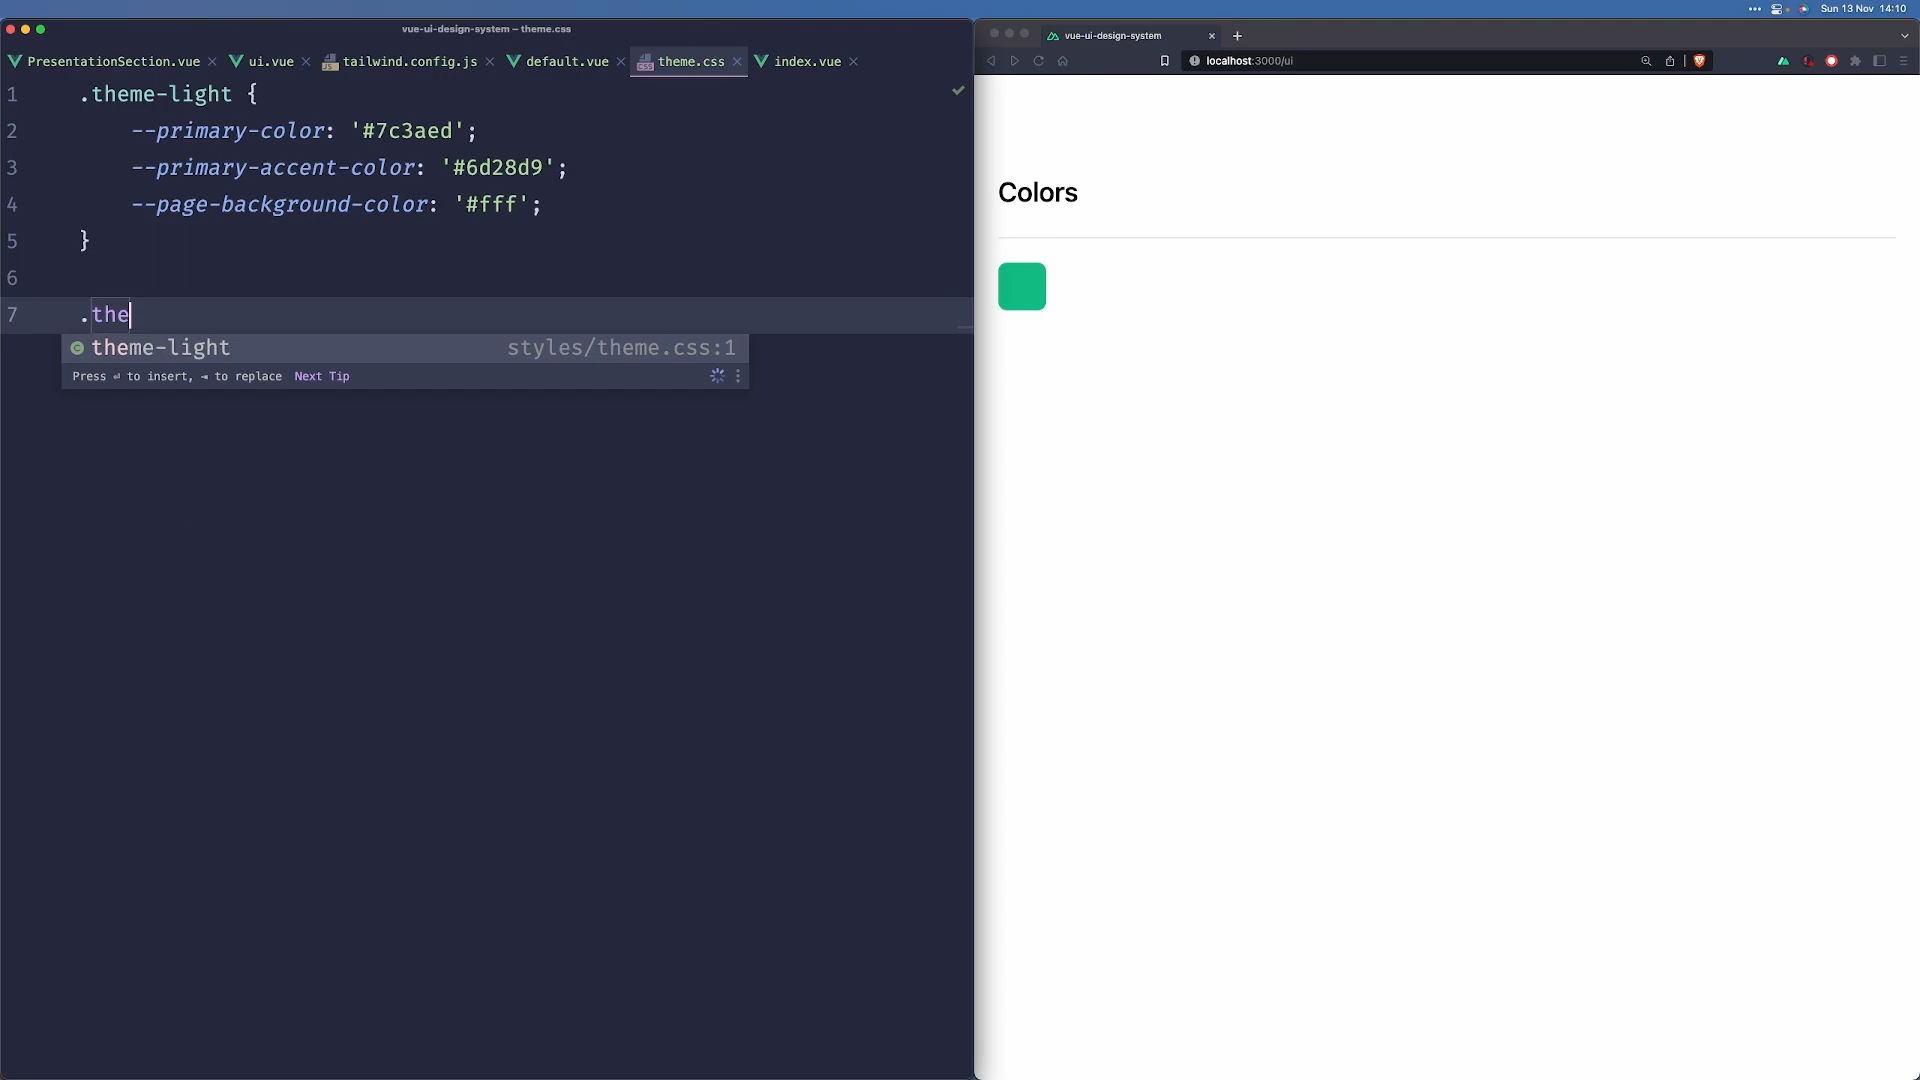 Sun 13 Nov 14:10
vue-ui-design-system – theme.css
PresentationSection.vue
ui.vue
tailwind.config.js
default.vue
theme.css
index.vue
1 .theme-light {
2 --primary-color: '#7c3aed';
3 --primary-accent-color: '#6d28d9';
4 --page-background-color: '#fff';
5 }
6
7 .the
theme-light styles/theme.css:1
Press ⏎ to insert, ⇥ to replace Next Tip
vue-ui-design-system
localhost:3000/ui
Colors